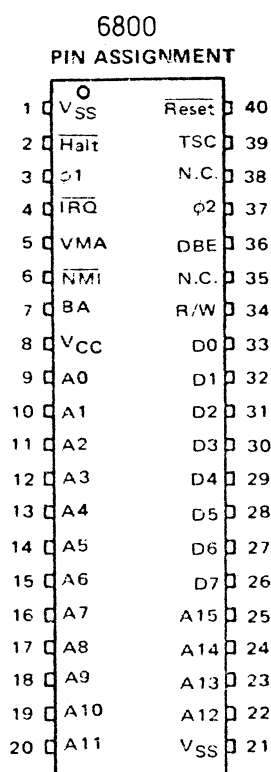 6800
PIN ASSIGNMENT
1 VSS Reset 40
2 Halt TSC 39
3 ϕ1 N.C. 38
4 IRQ ϕ2 37
5 VMA DBE 36
6 NMI N.C. 35
7 BA R/W 34
8 VCC D0 33
9 A0 D1 32
10 A1 D2 31
11 A2 D3 30
12 A3 D4 29
13 A4 D5 28
14 A5 D6 27
15 A6 D7 26
16 A7 A15 25
17 A8 A14 24
18 A9 A13 23
19 A10 A12 22
20 A11 VSS 21